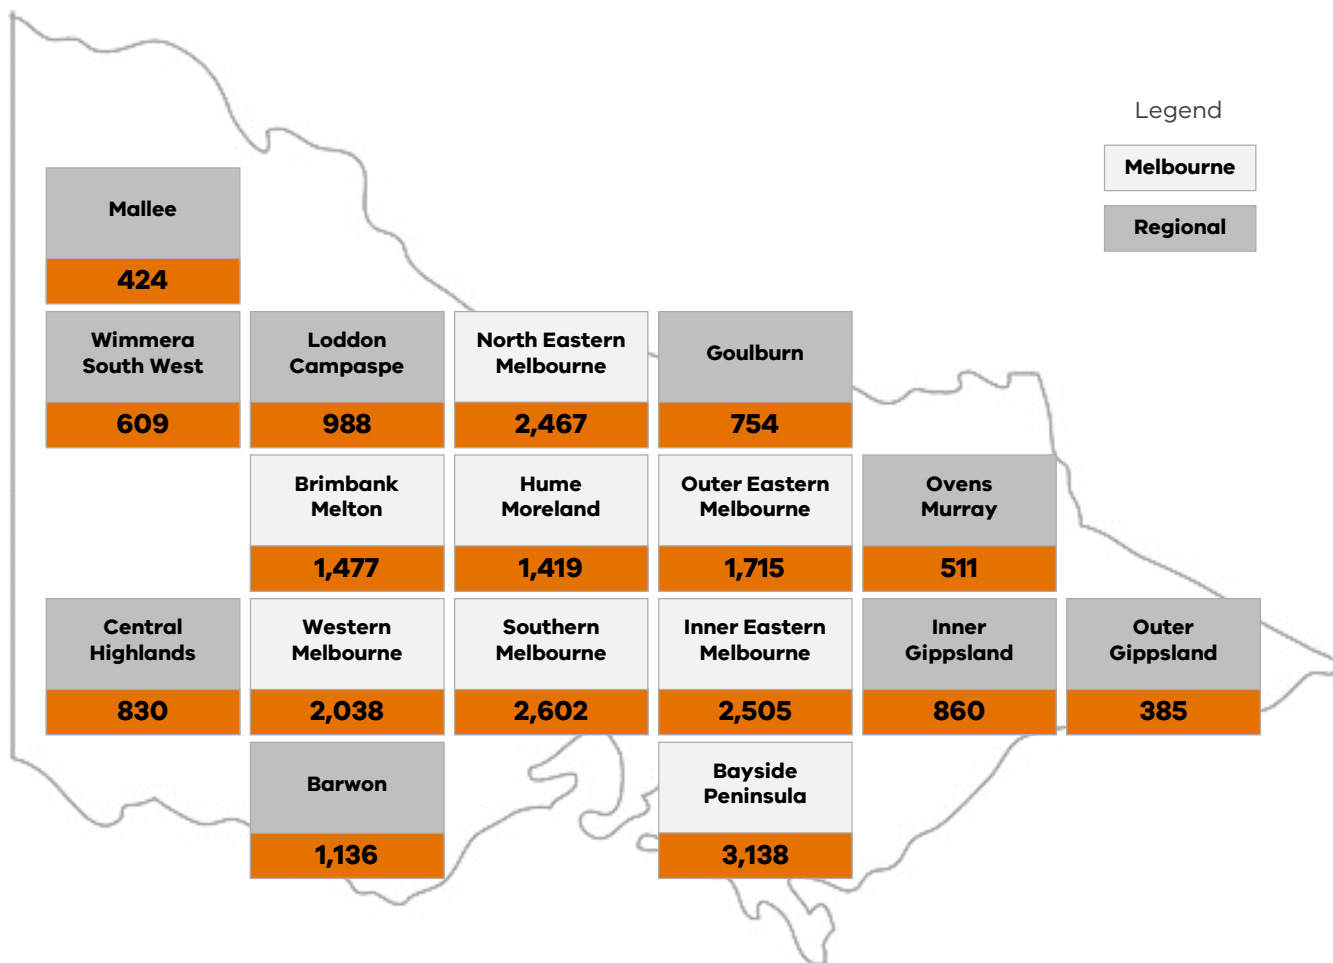 Legend
Melbourne
Regional
Mallee
424
Wimmera
South West
609
Loddon
Campaspe
988
North Eastern
Melbourne
2,467
Goulburn
754
Brimbank
Melton
1,477
Hume
Moreland
1,419
Outer Eastern
Melbourne
1,715
Ovens
Murray
511
Central
Highlands
830
Western
Melbourne
2,038
Southern
Melbourne
2,602
Inner Eastern
Melbourne
2,505
Inner
Gippsland
860
Outer
Gippsland
385
Barwon
1,136
Bayside
Peninsula
3,138